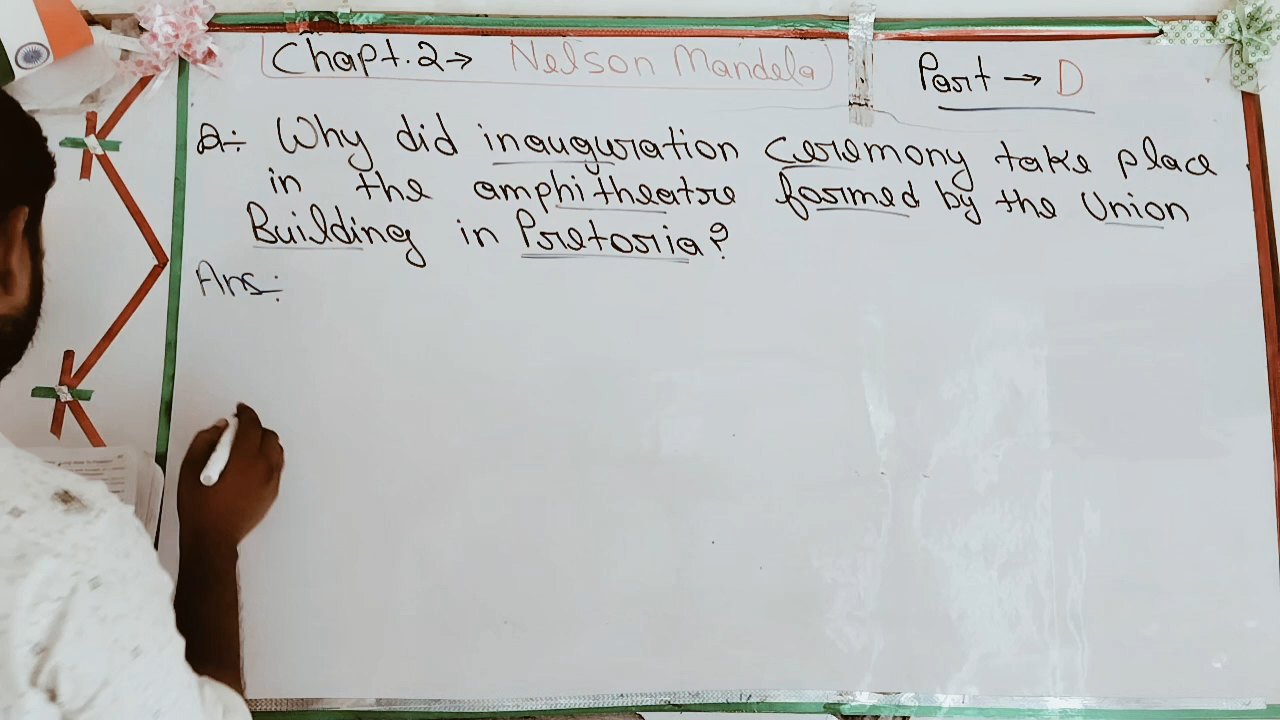 Chapt. 2 → Nelson Mandela
Part → D
Q:- Why did inauguration ceremony take place
in the amphitheatre formed by the Union
Building in Pretoria?
Ans:-